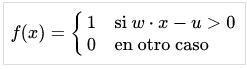 f(x) = { 1 si w · x − u > 0
0 en otro caso